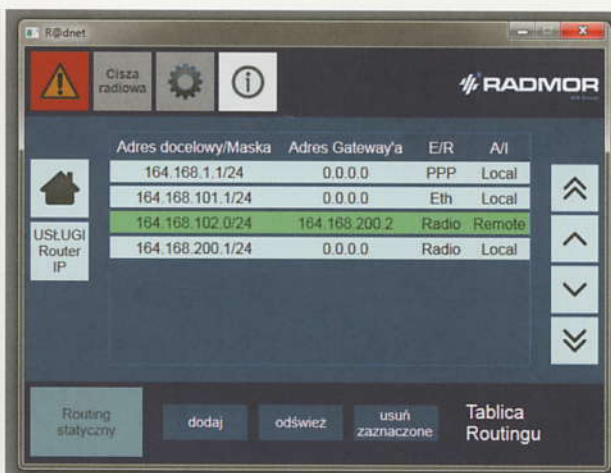 R@dnet
Cisza
radiowa
RADMOR
Adres docelowy/Maska Adres Gateway'a E/R A/I
164.168.1.1/24 0.0.0.0 PPP Local
164.168.101.1/24 0.0.0.0 Eth Local
164.168.102.0/24 164.168.200.2 Radio Remote
164.168.200.1/24 0.0.0.0 Radio Local
USŁUGI
Router
IP
Routing
statyczny
dodaj
odśwież
usuń
zaznaczone
Tablica
Routingu